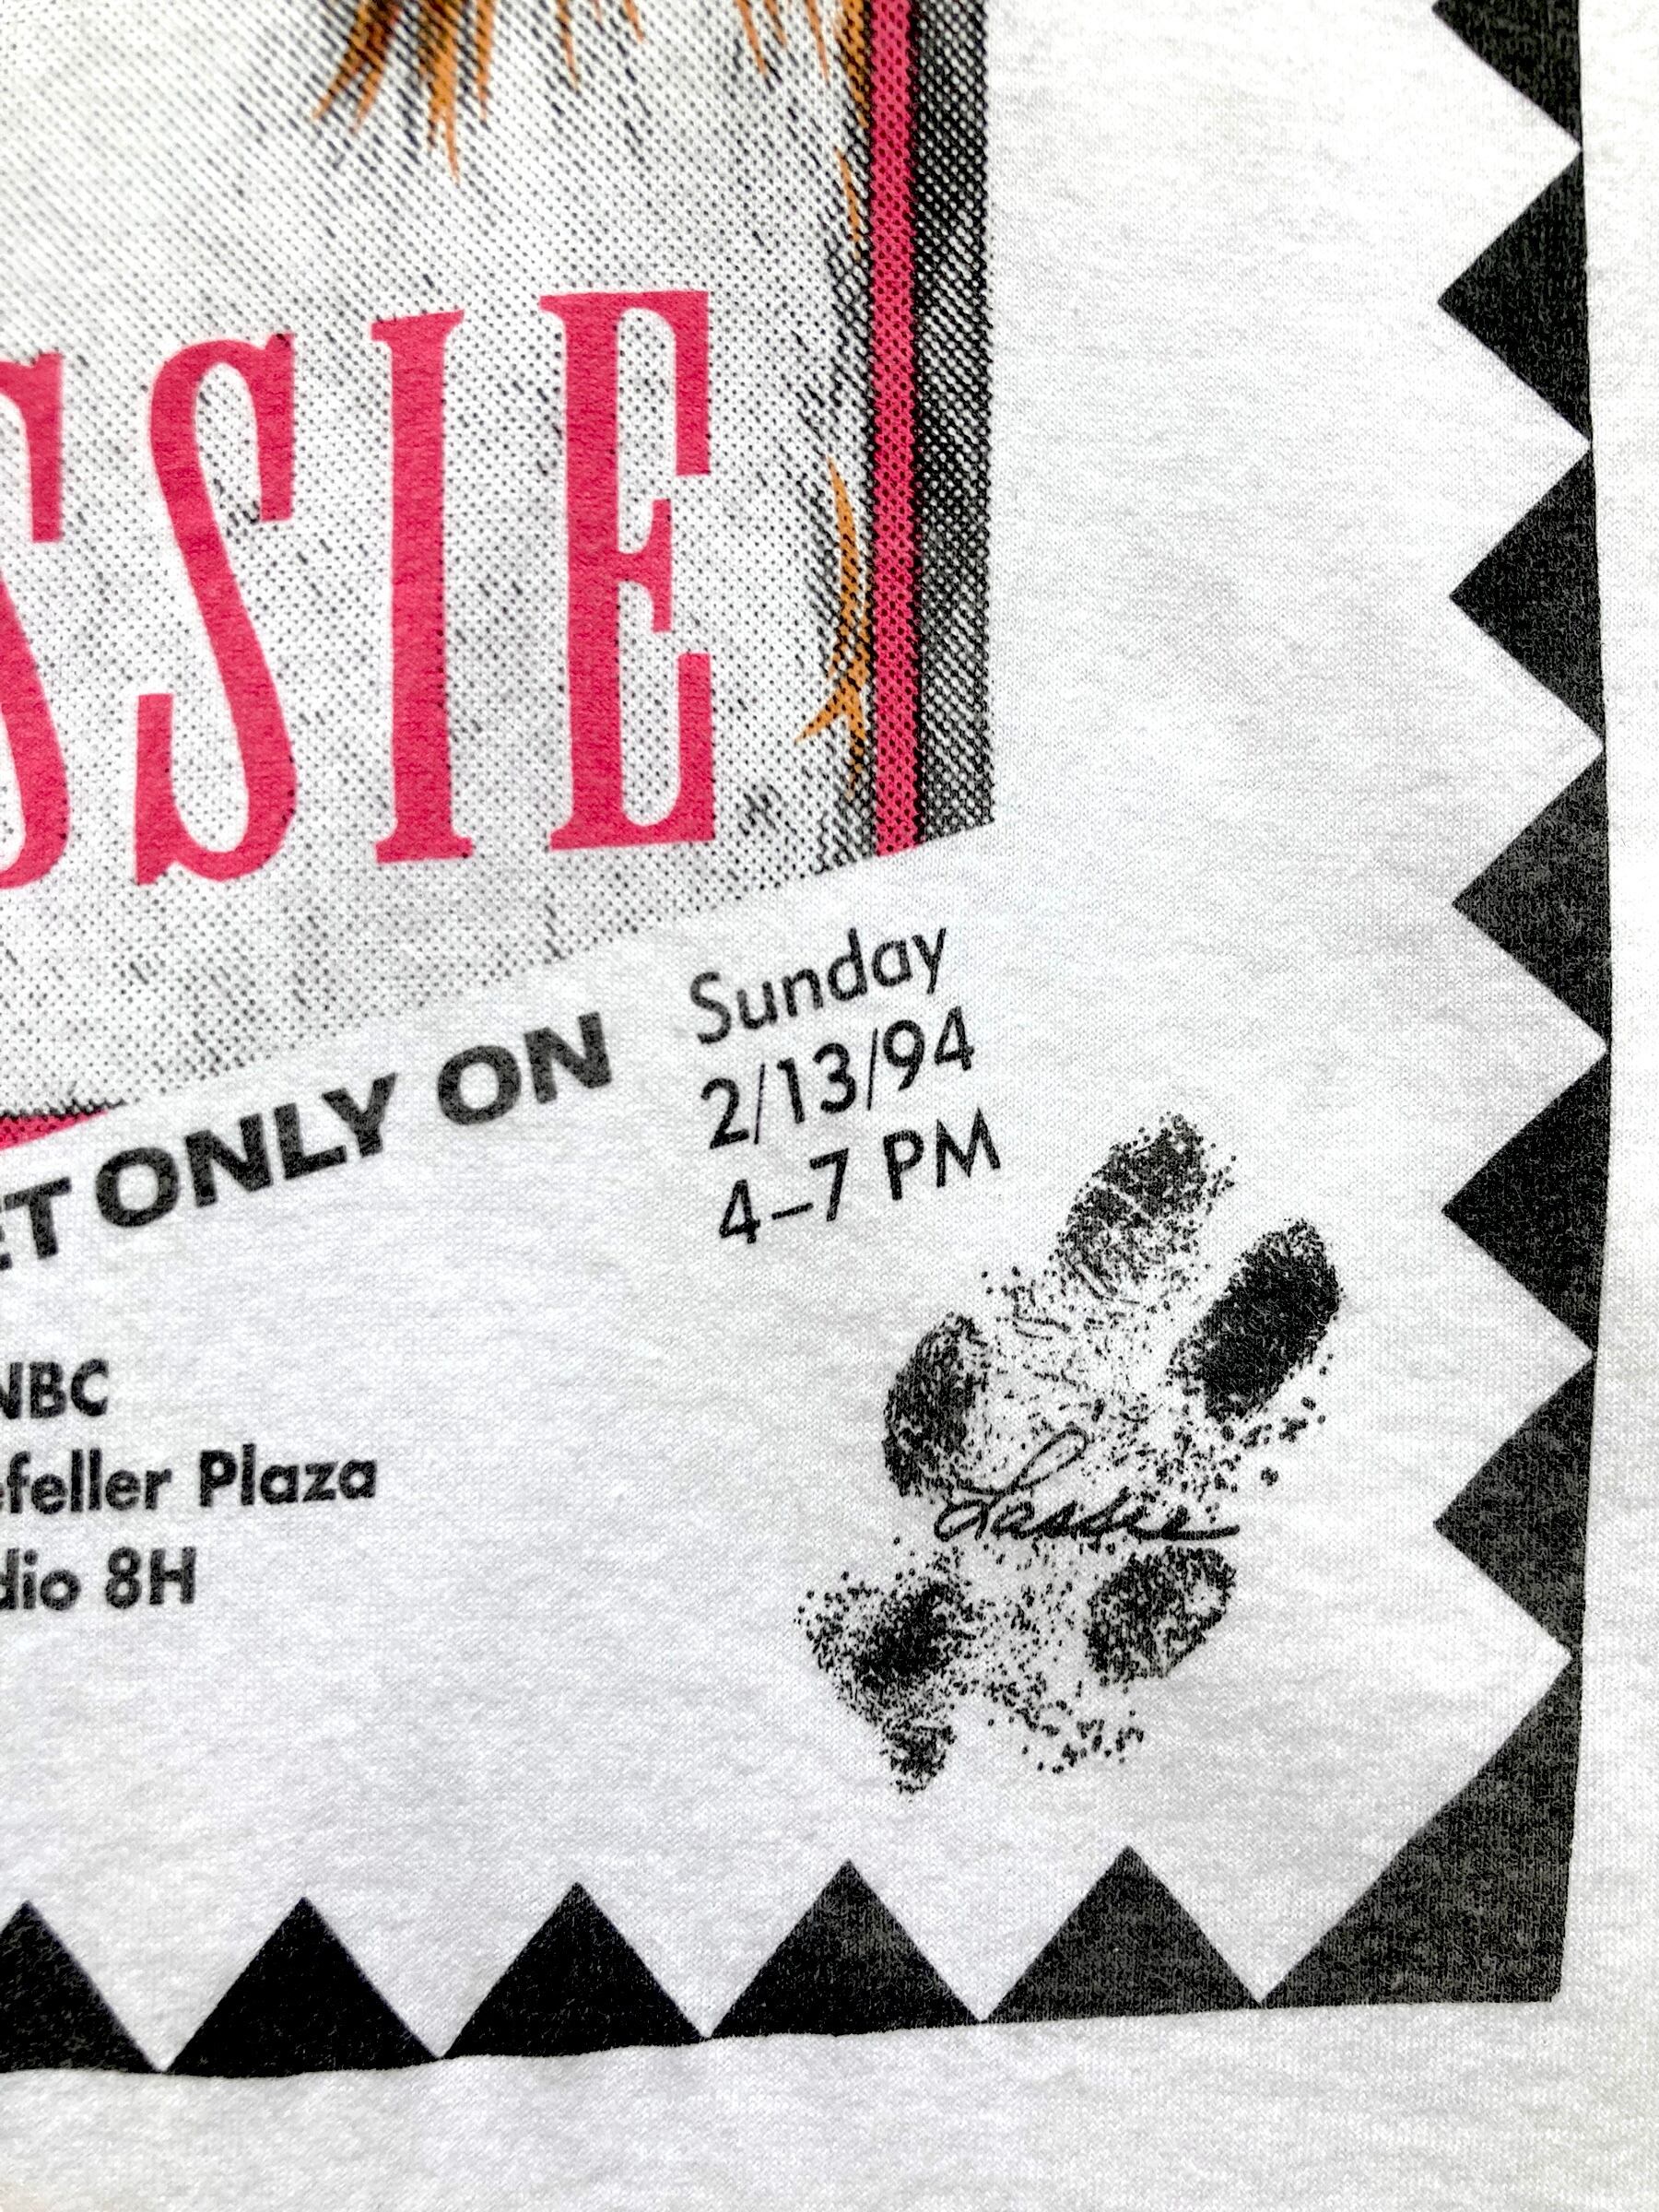 SSIE
ET ONLY ON
Sunday
2/13/94
4–7 PM
NBC
efeller Plaza
dio 8H
Lassie